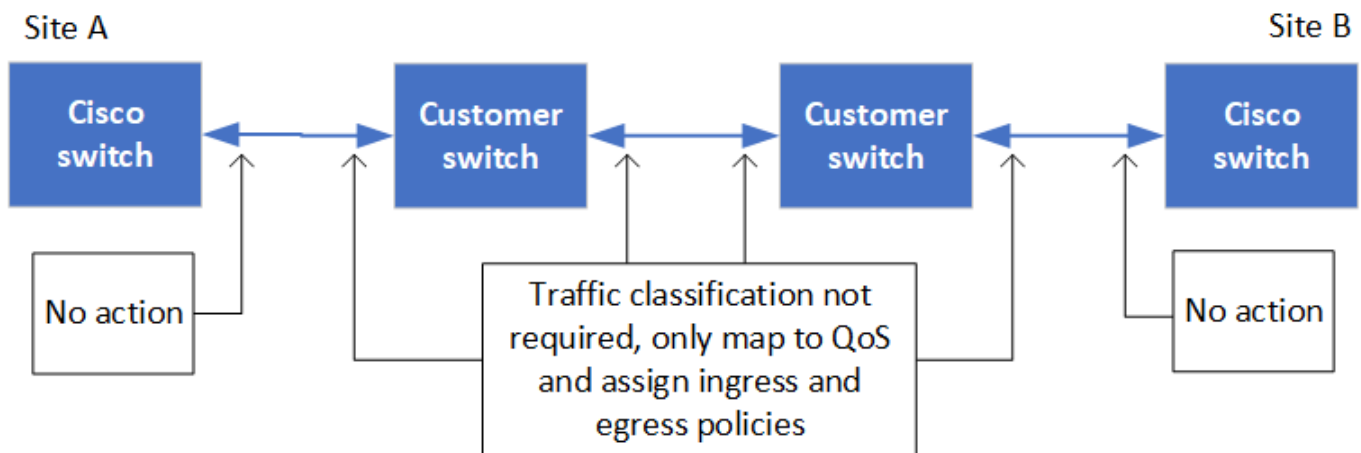 Site A
Site B
Cisco
switch
Customer
switch
Customer
switch
Cisco
switch
No action
Traffic classification not
required, only map to QoS
and assign ingress and
egress policies
No action